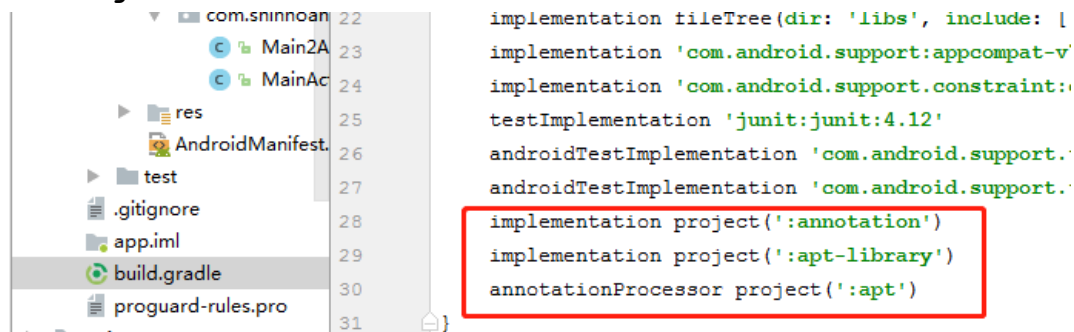 com.shinhoan
Main2A
MainAc
res
AndroidManifest.
test
.gitignore
app.iml
build.gradle
proguard-rules.pro
22 implementation fileTree(dir: 'libs', include: [
23 implementation 'com.android.support:appcompat-v
24 implementation 'com.android.support.constraint:
25 testImplementation 'junit:junit:4.12'
26 androidTestImplementation 'com.android.support.
27 androidTestImplementation 'com.android.support.
28 implementation project(':annotation')
29 implementation project(':apt-library')
30 annotationProcessor project(':apt')
31 }